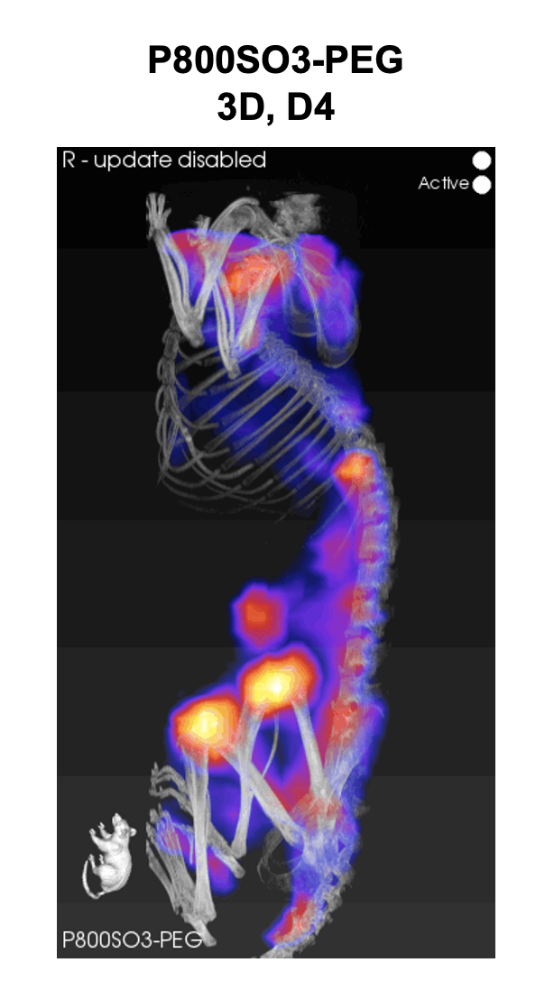 P800SO3-PEG
3D, D4
R - update disabled
Active
P800SO3-PEG